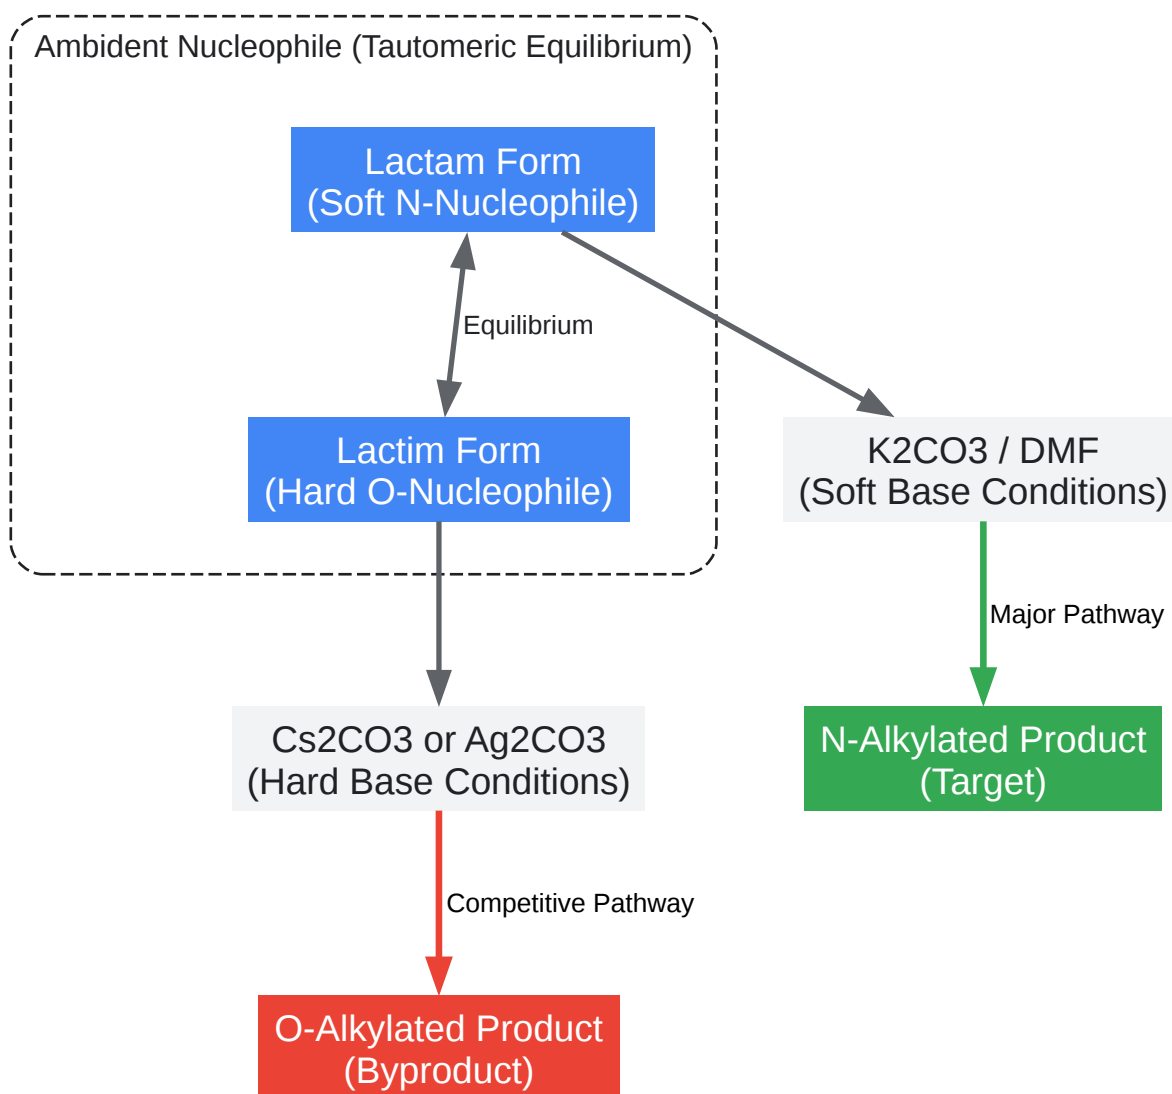 Ambident Nucleophile (Tautomeric Equilibrium)
Lactam Form
(Soft N-Nucleophile)
Equilibrium
Lactim Form
(Hard O-Nucleophile)
K2CO3 / DMF
(Soft Base Conditions)
Major Pathway
Cs2CO3 or Ag2CO3
(Hard Base Conditions)
N-Alkylated Product
(Target)
Competitive Pathway
O-Alkylated Product
(Byproduct)